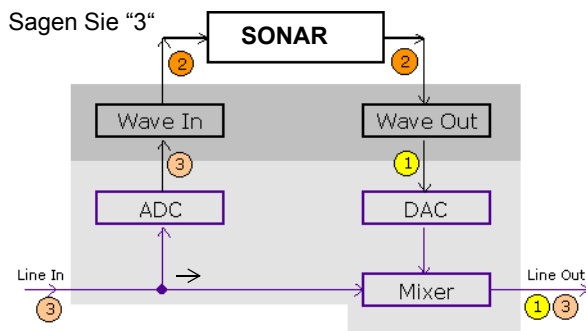 Sagen Sie “3“
SONAR
2
2
Wave In
Wave Out
3
1
ADC
DAC
Line In
Line Out
Mixer
3
1 3